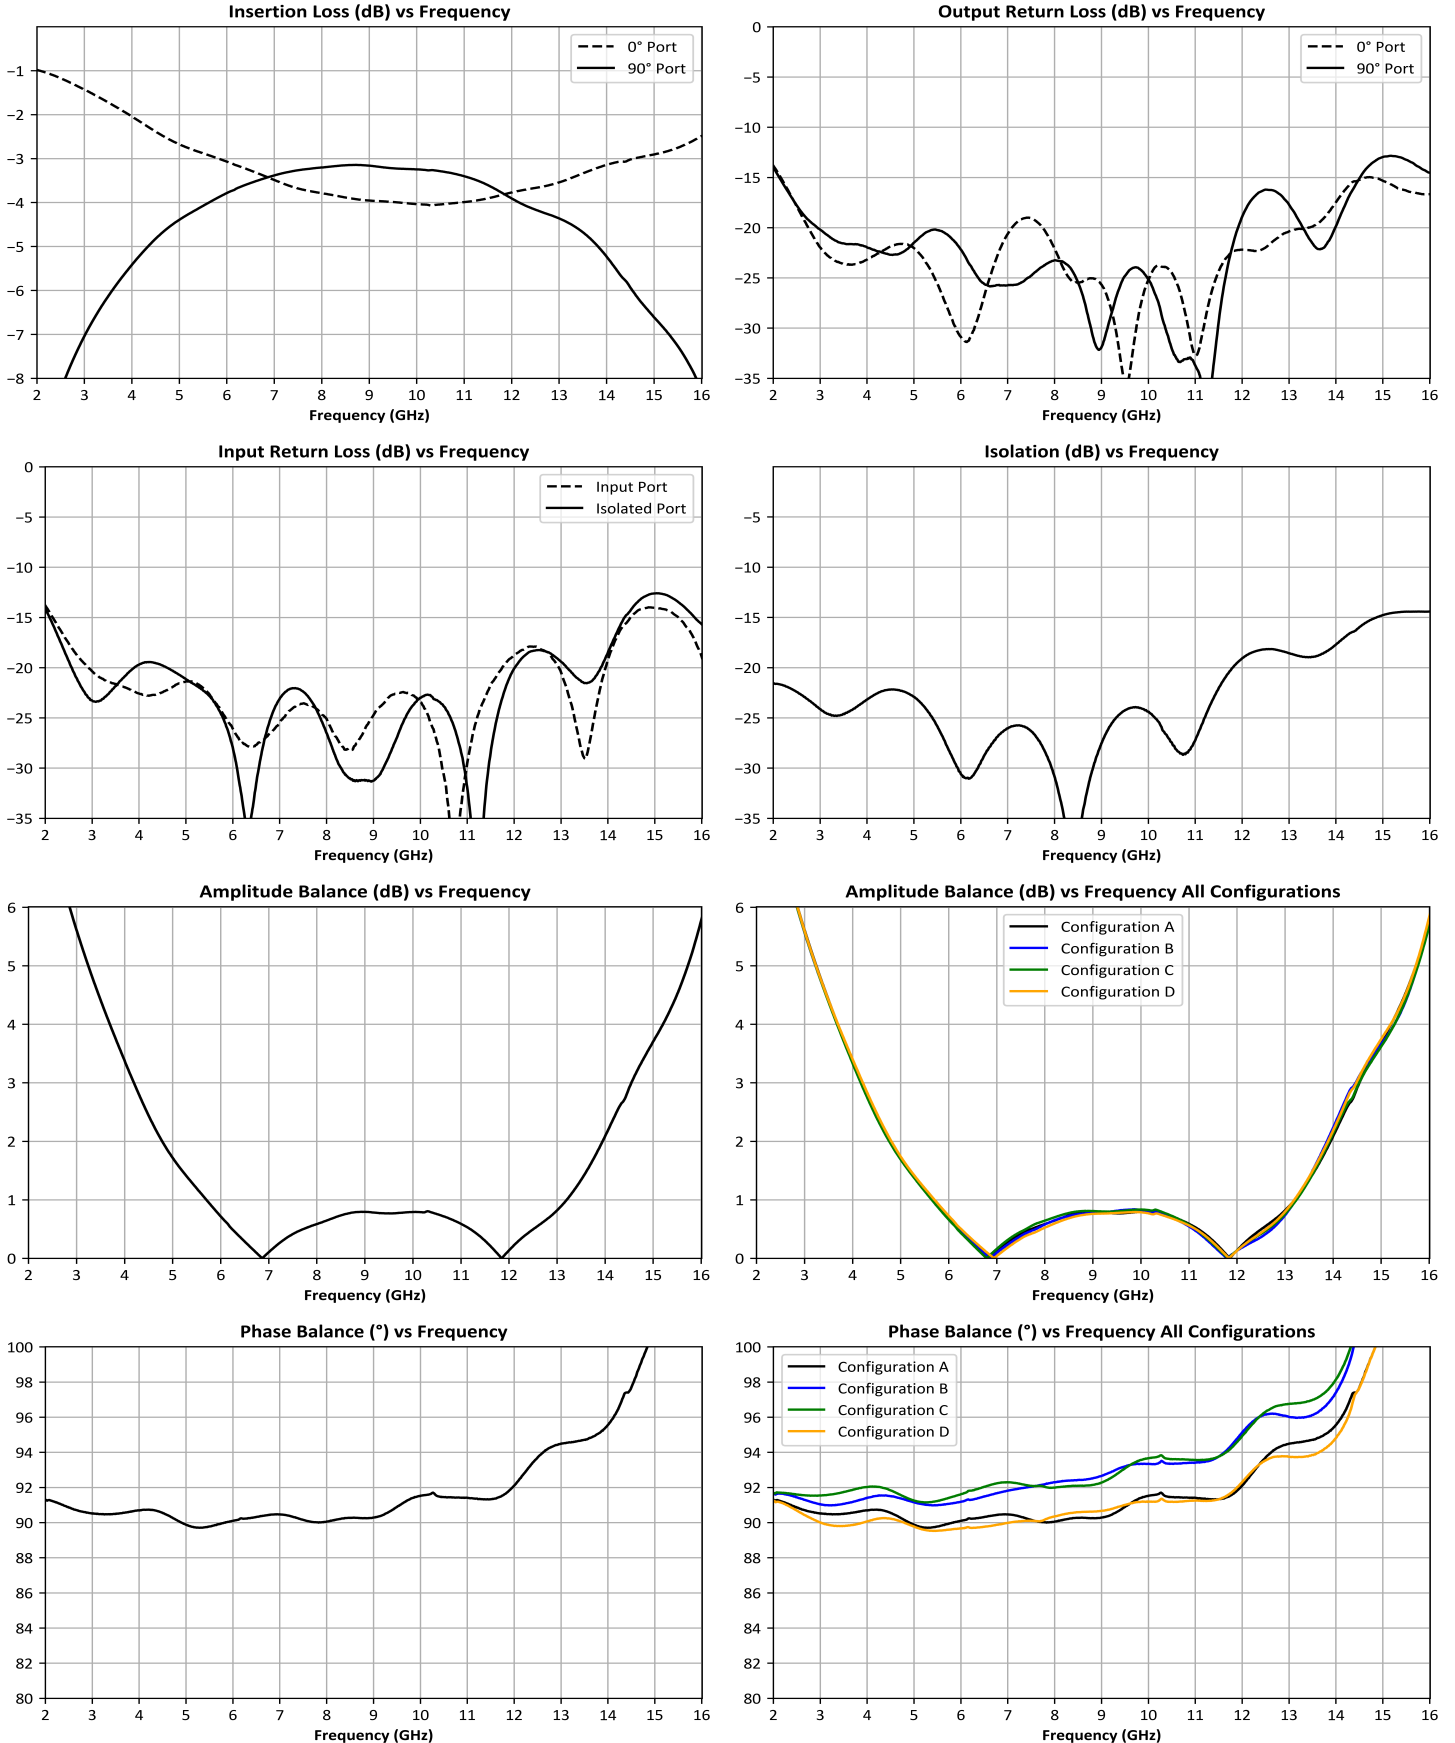 Insertion Loss (dB) vs Frequency
0° Port
90° Port
−1
−2
−3
−4
−5
−6
−7
−8
2 3 4 5 6 7 8 9 10 11 12 13 14 15 16
Frequency (GHz)
Output Return Loss (dB) vs Frequency
0° Port
90° Port
0
−5
−10
−15
−20
−25
−30
−35
2 3 4 5 6 7 8 9 10 11 12 13 14 15 16
Frequency (GHz)
Input Return Loss (dB) vs Frequency
Input Port
Isolated Port
0
−5
−10
−15
−20
−25
−30
−35
2 3 4 5 6 7 8 9 10 11 12 13 14 15 16
Frequency (GHz)
Isolation (dB) vs Frequency
0
−5
−10
−15
−20
−25
−30
−35
2 3 4 5 6 7 8 9 10 11 12 13 14 15 16
Frequency (GHz)
Amplitude Balance (dB) vs Frequency
6
5
4
3
2
1
0
2 3 4 5 6 7 8 9 10 11 12 13 14 15 16
Frequency (GHz)
Amplitude Balance (dB) vs Frequency All Configurations
Configuration A
Configuration B
Configuration C
Configuration D
6
5
4
3
2
1
0
2 3 4 5 6 7 8 9 10 11 12 13 14 15 16
Frequency (GHz)
Phase Balance (°) vs Frequency
100
98
96
94
92
90
88
86
84
82
80
2 3 4 5 6 7 8 9 10 11 12 13 14 15 16
Frequency (GHz)
Phase Balance (°) vs Frequency All Configurations
Configuration A
Configuration B
Configuration C
Configuration D
100
98
96
94
92
90
88
86
84
82
80
2 3 4 5 6 7 8 9 10 11 12 13 14 15 16
Frequency (GHz)